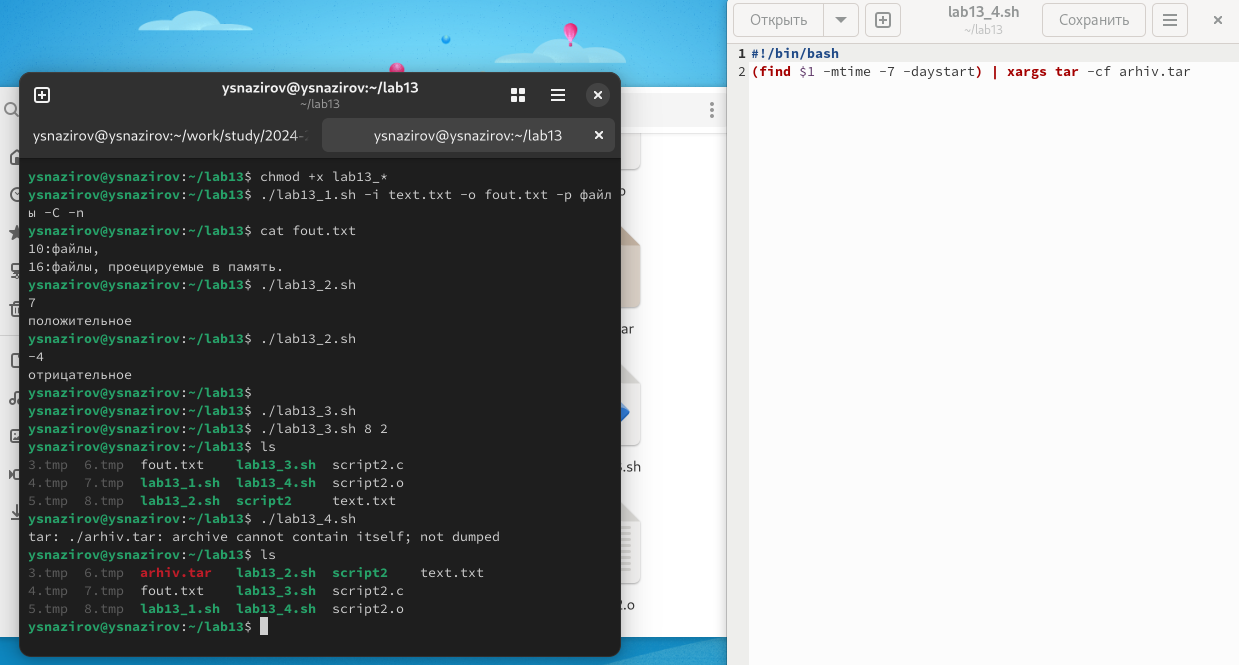 ysnazirov@ysnazirov:~/lab13
~/lab13
ysnazirov@ysnazirov:~/work/study/2024-
ysnazirov@ysnazirov:~/lab13
ysnazirov@ysnazirov:~/lab13$ chmod +x lab13_*
ysnazirov@ysnazirov:~/lab13$ ./lab13_1.sh -i text.txt -o fout.txt -p файл
ы -C -n
ysnazirov@ysnazirov:~/lab13$ cat fout.txt
10:файлы,
16:файлы, проецируемые в память.
ysnazirov@ysnazirov:~/lab13$ ./lab13_2.sh
7
положительное
ysnazirov@ysnazirov:~/lab13$ ./lab13_2.sh
-4
отрицательное
ysnazirov@ysnazirov:~/lab13$
ysnazirov@ysnazirov:~/lab13$ ./lab13_3.sh
ysnazirov@ysnazirov:~/lab13$ ./lab13_3.sh 8 2
ysnazirov@ysnazirov:~/lab13$ ls
3.tmp 6.tmp fout.txt lab13_3.sh script2.c
4.tmp 7.tmp lab13_1.sh lab13_4.sh script2.o
5.tmp 8.tmp lab13_2.sh script2 text.txt
ysnazirov@ysnazirov:~/lab13$ ./lab13_4.sh
tar: ./arhiv.tar: archive cannot contain itself; not dumped
ysnazirov@ysnazirov:~/lab13$ ls
3.tmp 6.tmp arhiv.tar lab13_2.sh script2 text.txt
4.tmp 7.tmp fout.txt lab13_3.sh script2.c
5.tmp 8.tmp lab13_1.sh lab13_4.sh script2.o
ysnazirov@ysnazirov:~/lab13$
ar
.sh
.o
Открыть
lab13_4.sh
~/lab13
Сохранить
1 #!/bin/bash
2 (find $1 -mtime -7 -daystart) | xargs tar -cf arhiv.tar